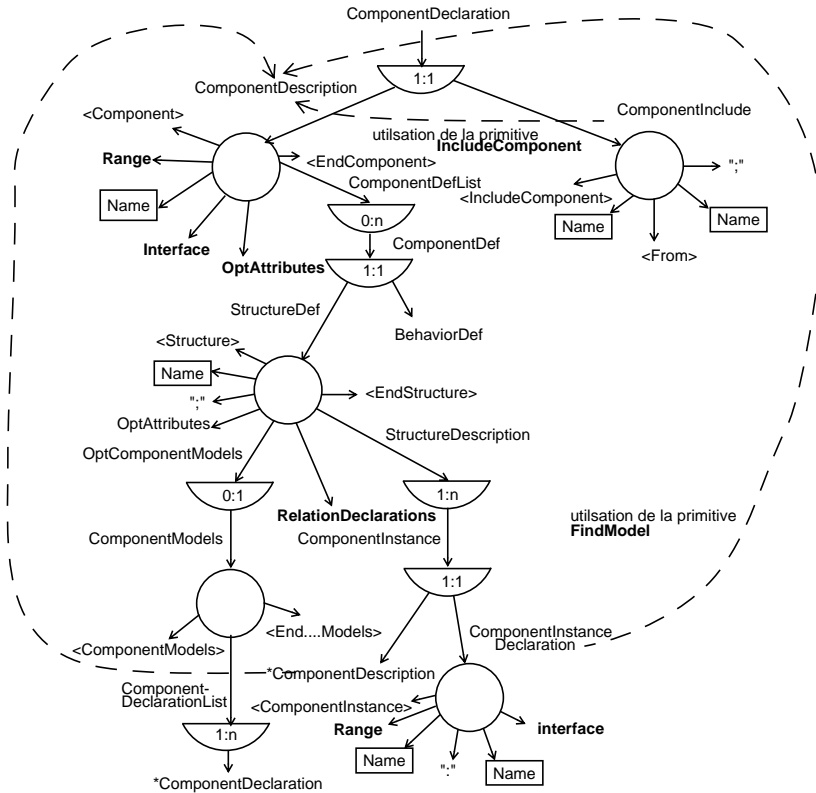 ComponentDeclaration
1:1
ComponentDescription
<Component>
ComponentInclude
utilsation de la primitive
IncludeComponent
Range
<EndComponent>
";"
ComponentDefList
<IncludeComponent>
Name
0:n
Name
Name
Interface
ComponentDef
<From>
OptAttributes
1:1
StructureDef
BehaviorDef
<Structure>
Name
<EndStructure>
";"
OptAttributes
StructureDescription
OptComponentModels
0:1
1:n
RelationDeclarations
utilsation de la primitive
FindModel
ComponentModels
ComponentInstance
1:1
<End....Models>
<ComponentModels>
ComponentInstance
Declaration
*ComponentDescription
Component-
DeclarationList
<ComponentInstance>
Range
interface
1:n
Name
":"
Name
*ComponentDeclaration